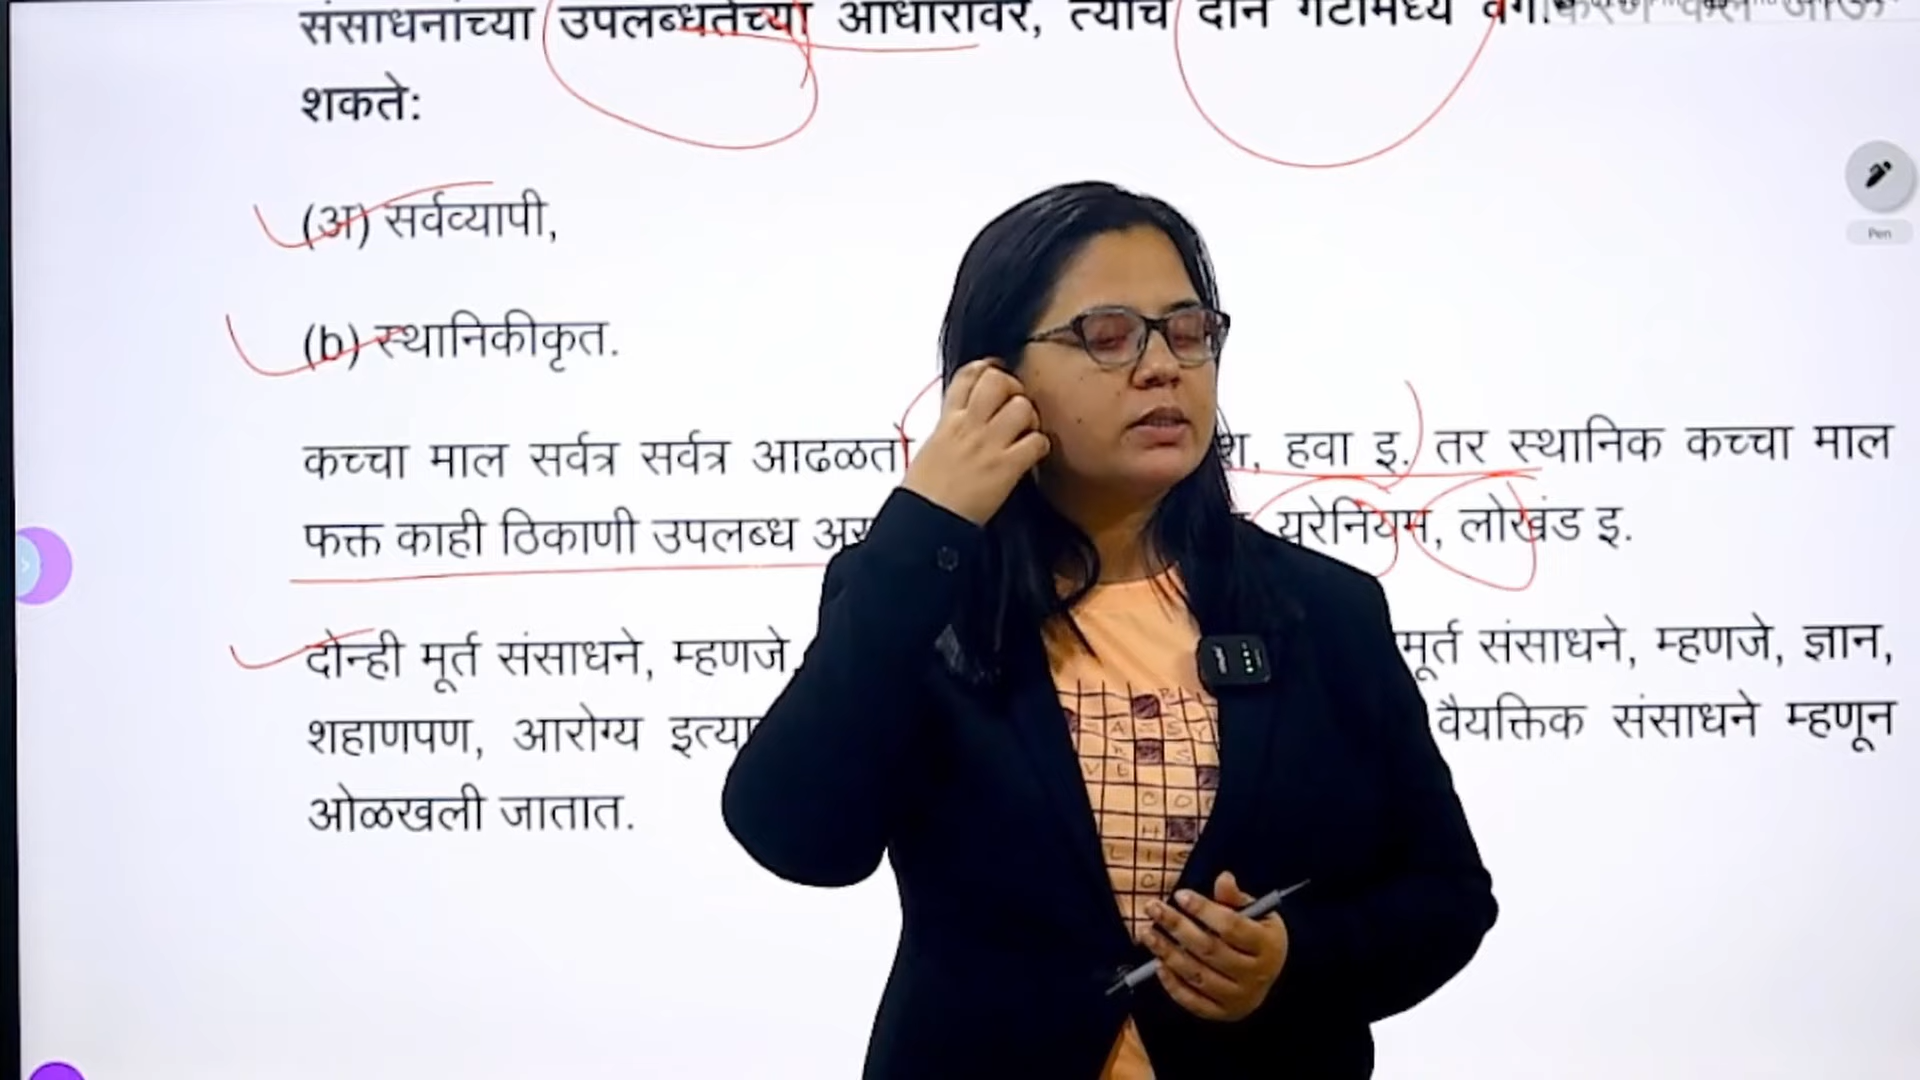 संसाधनांच्या उपलब्धतेच्या आधारावर, त्यांचे दोन गटांमध्ये
शकते:
(अ) सर्वव्यापी,
Pen
(b) स्थानिकीकृत.
कच्चा माल सर्वत्र सर्वत्र आढळतो हवा इ. तर स्थानिक कच्चा माल
फक्त काही ठिकाणी उपलब्ध युरेनियम, लोखंड इ.
दोन्ही मूर्त संसाधने, म्हणजे, संसाधने, म्हणजे, ज्ञान,
शहाणपण, आरोग्य वैयक्तिक संसाधने म्हणून
ओळखली जातात.